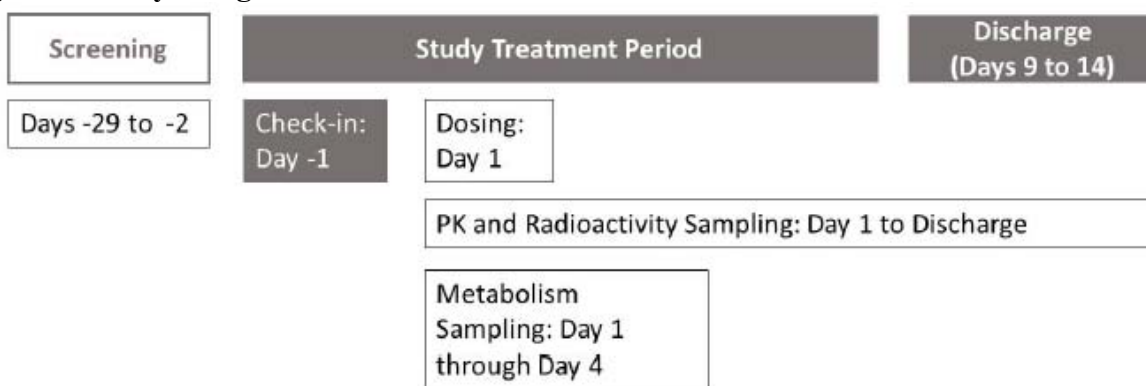 Screening
Study Treatment Period
Discharge
(Days 9 to 14)
Days -29 to -2
Check-in:
Day -1
Dosing:
Day 1
PK and Radioactivity Sampling: Day 1 to Discharge
Metabolism
Sampling: Day 1
through Day 4